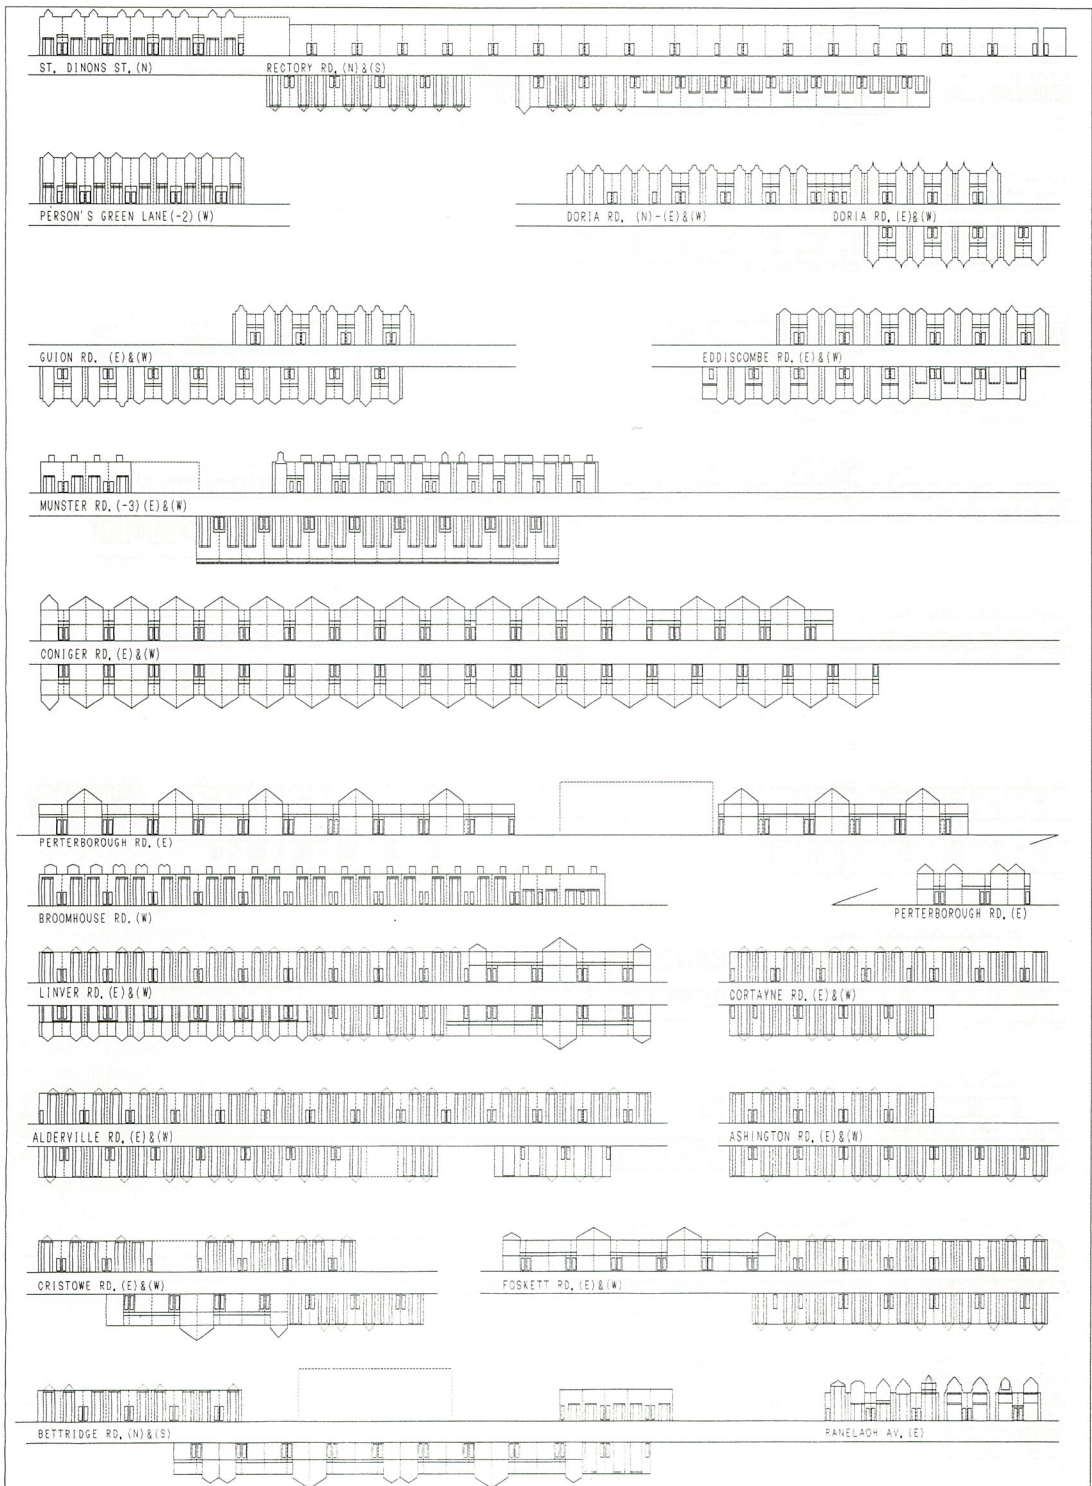 ST. DINONS ST. (N)
RECTORY RD. (N)&(S)
PERSON'S GREEN LANE (-2) (W)
DORIA RD. (N)-(E)&(W)
DORIA RD. (E)&(W)
GUION RD. (E)&(W)
EDDISCOMBE RD. (E)&(W)
MUNSTER RD. (-3) (E)&(W)
CONIGER RD. (E)&(W)
PERTERBOROUGH RD. (E)
BROOMHOUSE RD. (W)
PERTERBOROUGH RD. (E)
LINVER RD. (E)&(W)
CORTAYNE RD. (E)&(W)
ALDERVILLE RD. (E)&(W)
ASHINGTON RD. (E)&(W)
CRISTOWE RD. (E)&(W)
FOSKETT RD. (E)&(W)
BETTRIDGE RD. (N)&(S)
RANELAOH AV. (E)